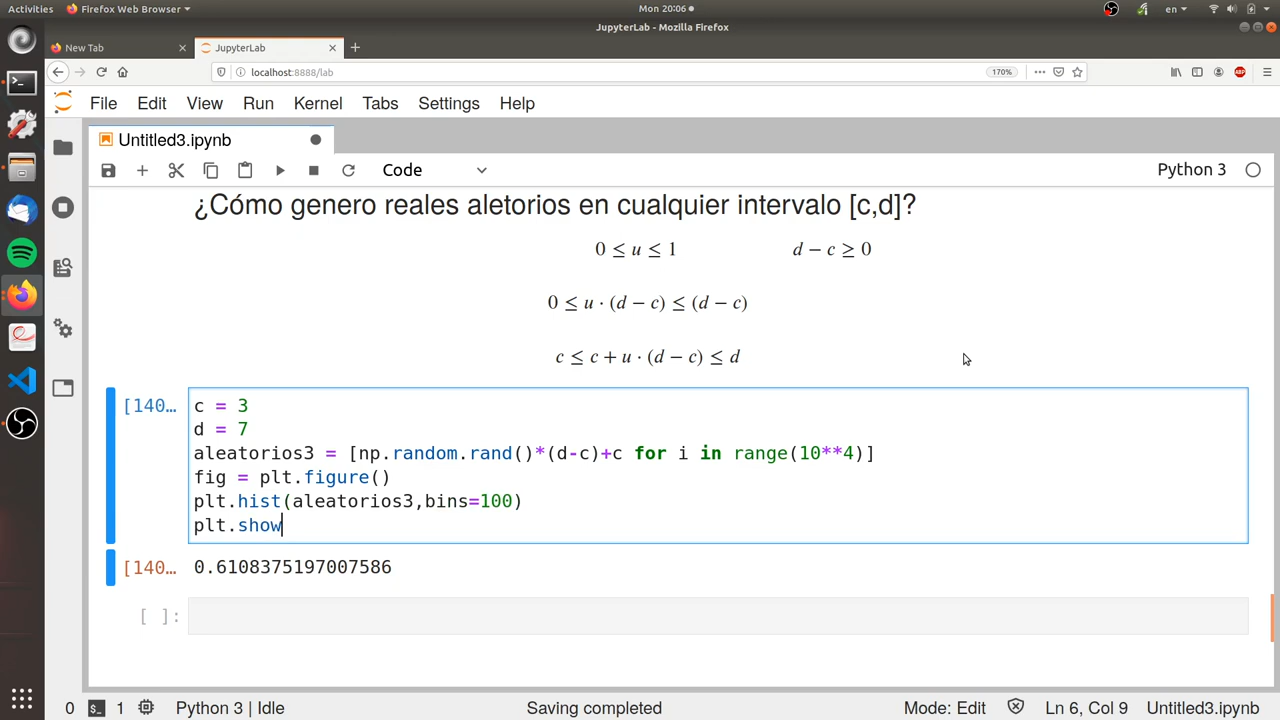 Activities Firefox Web Browser Mon 20:06 en
JupyterLab - Mozilla Firefox
New Tab JupyterLab
localhost:8888/lab 170% ABP
File Edit View Run Kernel Tabs Settings Help
Untitled3.ipynb
Code Python 3
¿Cómo genero reales aletorios en cualquier intervalo [c,d]?
0 ≤ u ≤ 1 d − c ≥ 0
0 ≤ u · (d − c) ≤ (d − c)
c ≤ c + u · (d − c) ≤ d
[140… c = 3
d = 7
aleatorios3 = [np.random.rand()*(d-c)+c for i in range(10**4)]
fig = plt.figure()
plt.hist(aleatorios3,bins=100)
plt.show
[140… 0.6108375197007586
[ ]:
0 1 Python 3 | Idle Saving completed Mode: Edit Ln 6, Col 9 Untitled3.ipynb